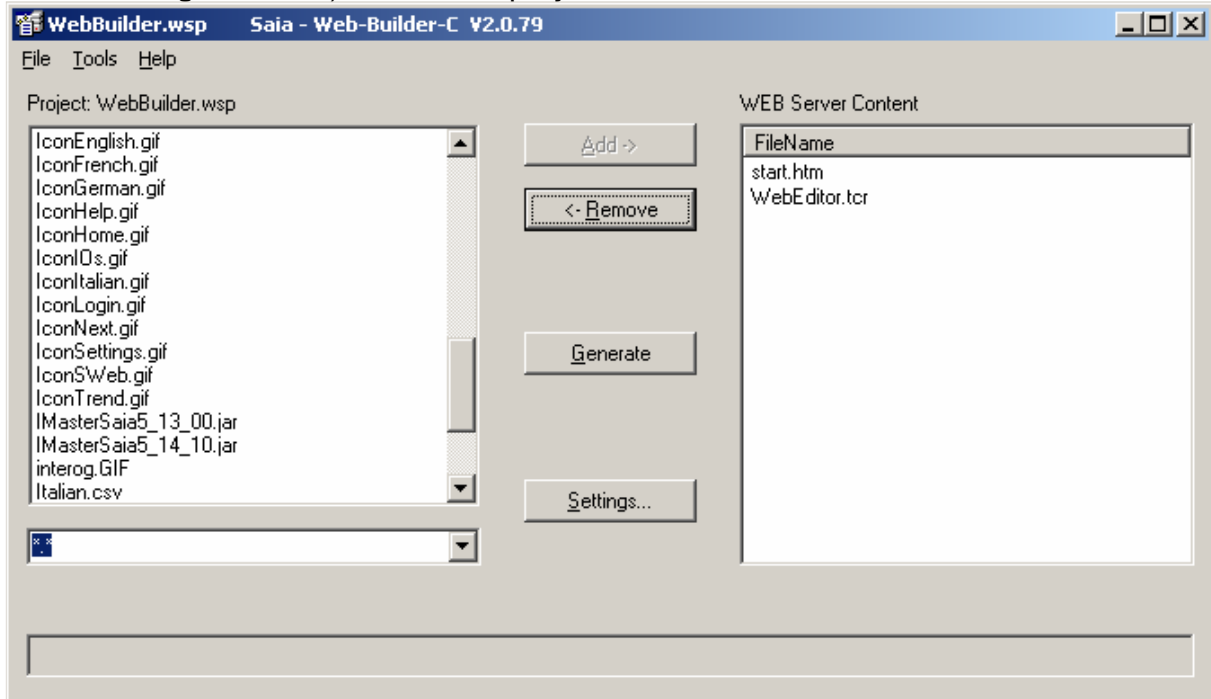 WebBuilder.wsp Saia - Web-Builder-C V2.0.79
File Tools Help
Project: WebBuilder.wsp
IconEnglish.gif
IconFrench.gif
IconGerman.gif
IconHelp.gif
IconHome.gif
IconIOs.gif
IconItalian.gif
IconLogin.gif
IconNext.gif
IconSettings.gif
IconSWeb.gif
IconTrend.gif
IMasterSaia5_13_00.jar
IMasterSaia5_14_10.jar
interog.GIF
Italian.csv
*.*
Add ->
<- Remove
Generate
Settings...
WEB Server Content
FileName
start.htm
WebEditor.tcr